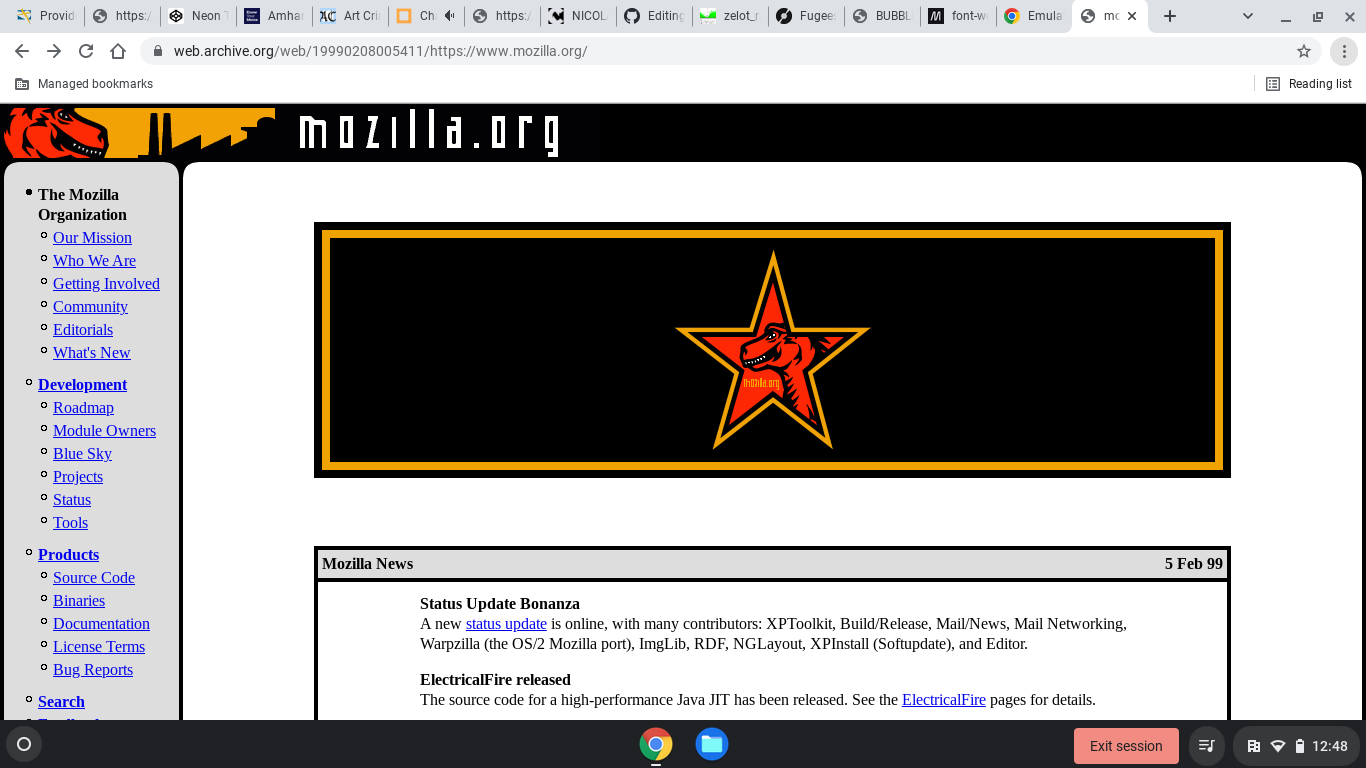 Provid
https:/
Neon T
Amhar
Art Crit
Cha
https:/
NICOL
Editing
zelot_r
Fugees
BUBBL
font-we
Emulat
mo
web.archive.org/web/19990208005411/https://www.mozilla.org/
Managed bookmarks
Reading list
mozilla.org
The Mozilla
Organization
Our Mission
Who We Are
Getting Involved
Community
Editorials
What's New
Development
Roadmap
Module Owners
Blue Sky
Projects
Status
Tools
Products
Source Code
Binaries
Documentation
License Terms
Bug Reports
Search
mozilla.org
Mozilla News 5 Feb 99
Status Update Bonanza
A new status update is online, with many contributors: XPToolkit, Build/Release, Mail/News, Mail Networking,
Warpzilla (the OS/2 Mozilla port), ImgLib, RDF, NGLayout, XPInstall (Softupdate), and Editor.
ElectricalFire released
The source code for a high-performance Java JIT has been released. See the ElectricalFire pages for details.
Exit session
12:48